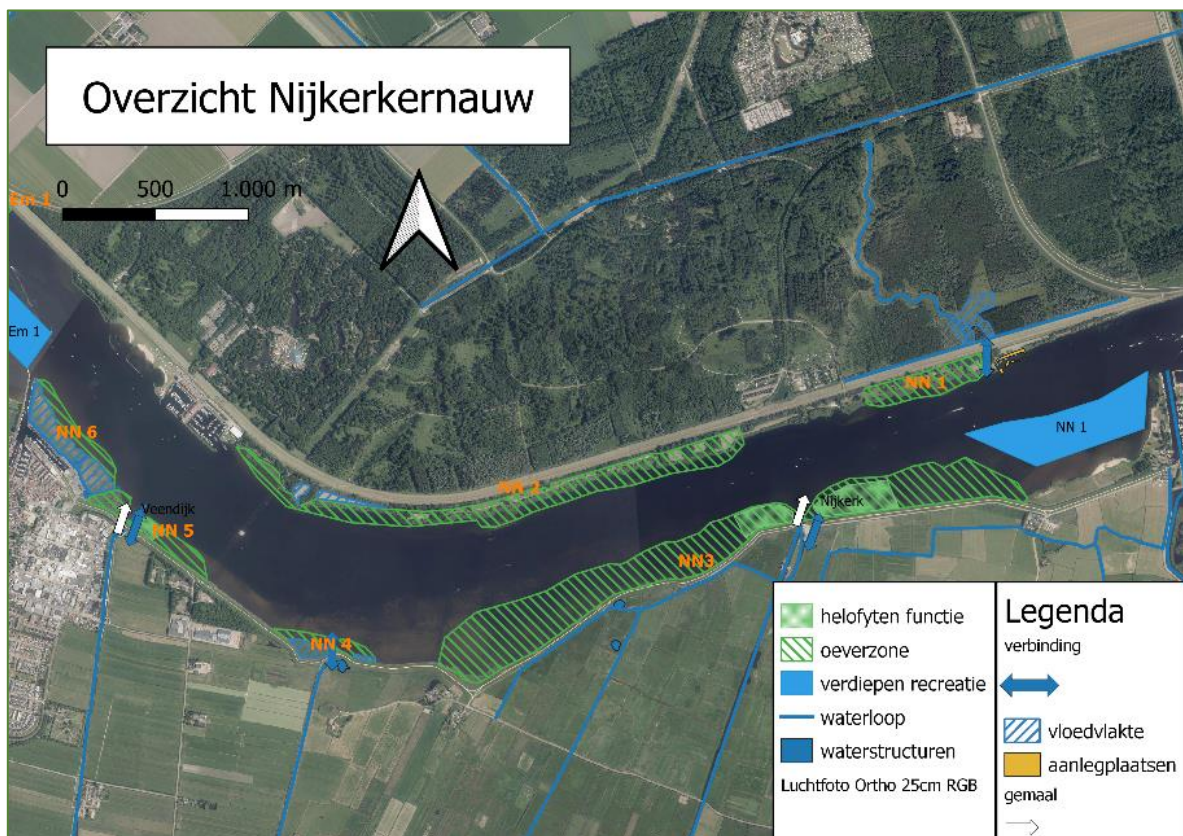 Overzicht Nijkerkernauw
0 500 1.000 m
Em 1
Em 1
NN 1
NN 1
NN 6
NN 2
Veendijk
NN 5
Nijkerk
NN3
NN 4
helofyten functie
oeverzone
verdiepen recreatie
waterloop
waterstructuren
Luchtfoto Ortho 25cm RGB
Legenda
verbinding
vloedvlakte
aanlegplaatsen
gemaal